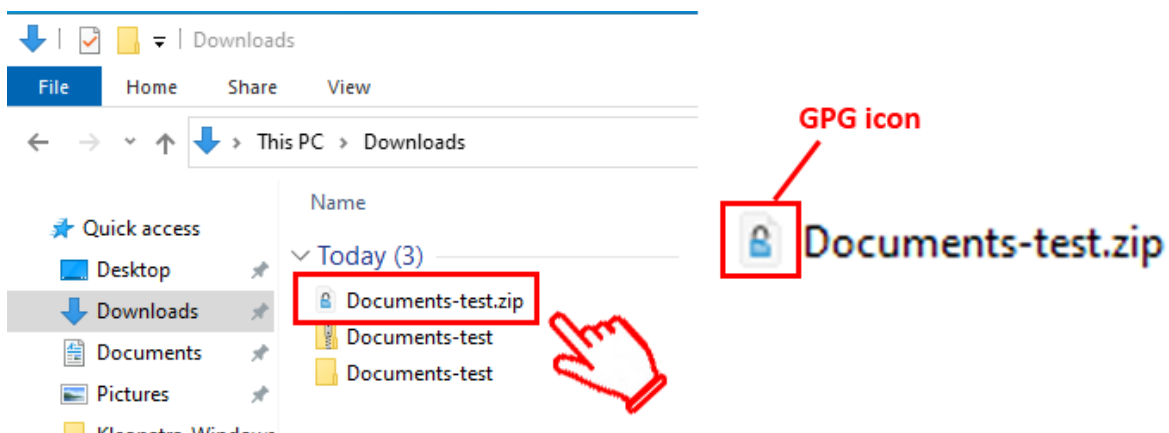 Downloads
File Home Share View
This PC > Downloads
Name
Quick access
Today (3)
Desktop
Documents-test.zip
Downloads
Documents-test
Documents
Documents-test
Pictures
GPG icon
Documents-test.zip